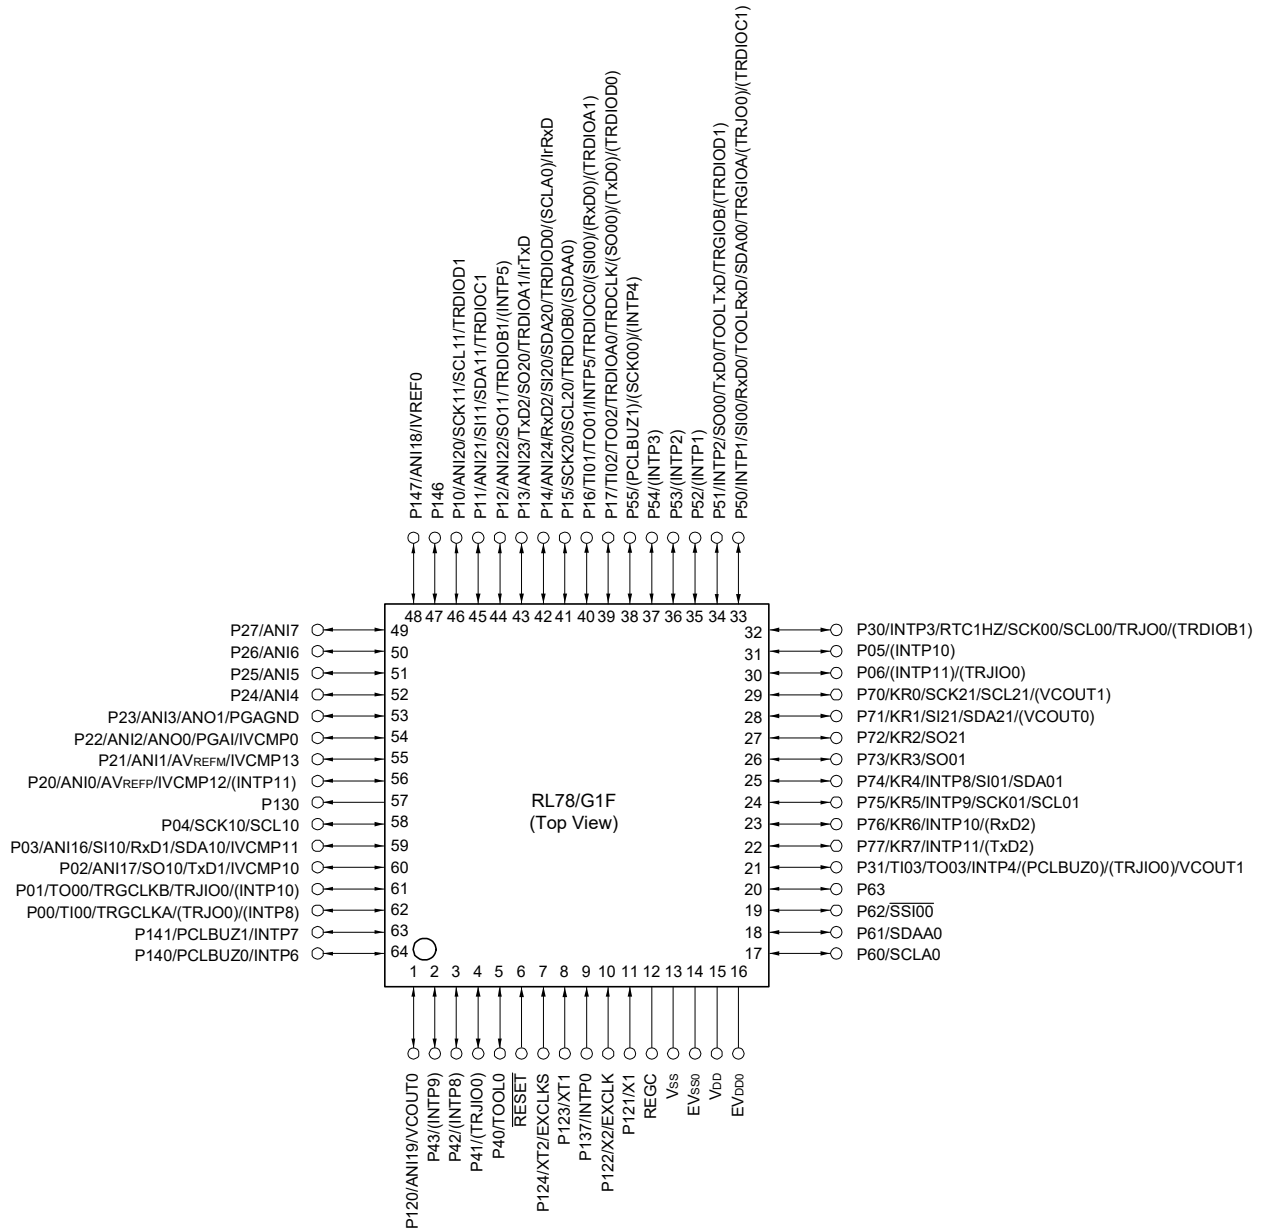 P147/ANI18/IVREF0
P146
P10/ANI20/SCK11/SCL11/TRDIOD1
P11/ANI21/SI11/SDA11/TRDIOC1
P12/ANI22/SO11/TRDIOB1/(INTP5)
P13/ANI23/TxD2/SO20/TRDIOA1/IrTxD
P14/ANI24/RxD2/SI20/SDA20/TRDIOD0/(SCLA0)/IrRxD
P15/SCK20/SCL20/TRDIOB0/(SDAA0)
P16/TI01/TO01/INTP5/TRDIOC0/(SI00)/(RxD0)/(TRDIOA1)
P17/TI02/TO02/TRDIOA0/TRDCLK/(SO00)/(TxD0)/(TRDIOD0)
P55/(PCLBUZ1)/(SCK00)/(INTP4)
P54/(INTP3)
P53/(INTP2)
P52/(INTP1)
P51/INTP2/SO00/TxD0/TOOLTxD/TRGIOB/(TRDIOD1)
P50/INTP1/SI00/RxD0/TOOLRxD/SDA00/TRGIOA/(TRJO0)/(TRDIOC1)
48 47 46 45 44 43 42 41 40 39 38 37 36 35 34 33
P27/ANI7 49
P26/ANI6 50
P25/ANI5 51
P24/ANI4 52
P23/ANI3/ANO1/PGAGND 53
P22/ANI2/ANO0/PGAI/IVCMP0 54
P21/ANI1/AVREFM/IVCMP13 55
P20/ANI0/AVREFP/IVCMP12/(INTP11) 56
P130 57
P04/SCK10/SCL10 58
P03/ANI16/SI10/RxD1/SDA10/IVCMP11 59
P02/ANI17/SO10/TxD1/IVCMP10 60
P01/TO00/TRGCLKB/TRJIO0/(INTP10) 61
P00/TI00/TRGCLKA/(TRJO0)/(INTP8) 62
P141/PCLBUZ1/INTP7 63
P140/PCLBUZ0/INTP6 64
RL78/G1F
(Top View)
32 P30/INTP3/RTC1HZ/SCK00/SCL00/TRJO0/(TRDIOB1)
31 P05/(INTP10)
30 P06/(INTP11)/(TRJIO0)
29 P70/KR0/SCK21/SCL21/(VCOUT1)
28 P71/KR1/SI21/SDA21/(VCOUT0)
27 P72/KR2/SO21
26 P73/KR3/SO01
25 P74/KR4/INTP8/SI01/SDA01
24 P75/KR5/INTP9/SCK01/SCL01
23 P76/KR6/INTP10/(RxD2)
22 P77/KR7/INTP11/(TxD2)
21 P31/TI03/TO03/INTP4/(PCLBUZ0)/(TRJIO0)/VCOUT1
20 P63
19 P62/SSI00
18 P61/SDAA0
17 P60/SCLA0
1 2 3 4 5 6 7 8 9 10 11 12 13 14 15 16
P120/ANI19/VCOUT0
P43/(INTP9)
P42/(INTP8)
P41/(TRJIO0)
P40/TOOL0
RESET
P124/XT2/EXCLKS
P123/XT1
P137/INTP0
P122/X2/EXCLK
P121/X1
REGC
VSS
EVSS0
VDD
EVDD0